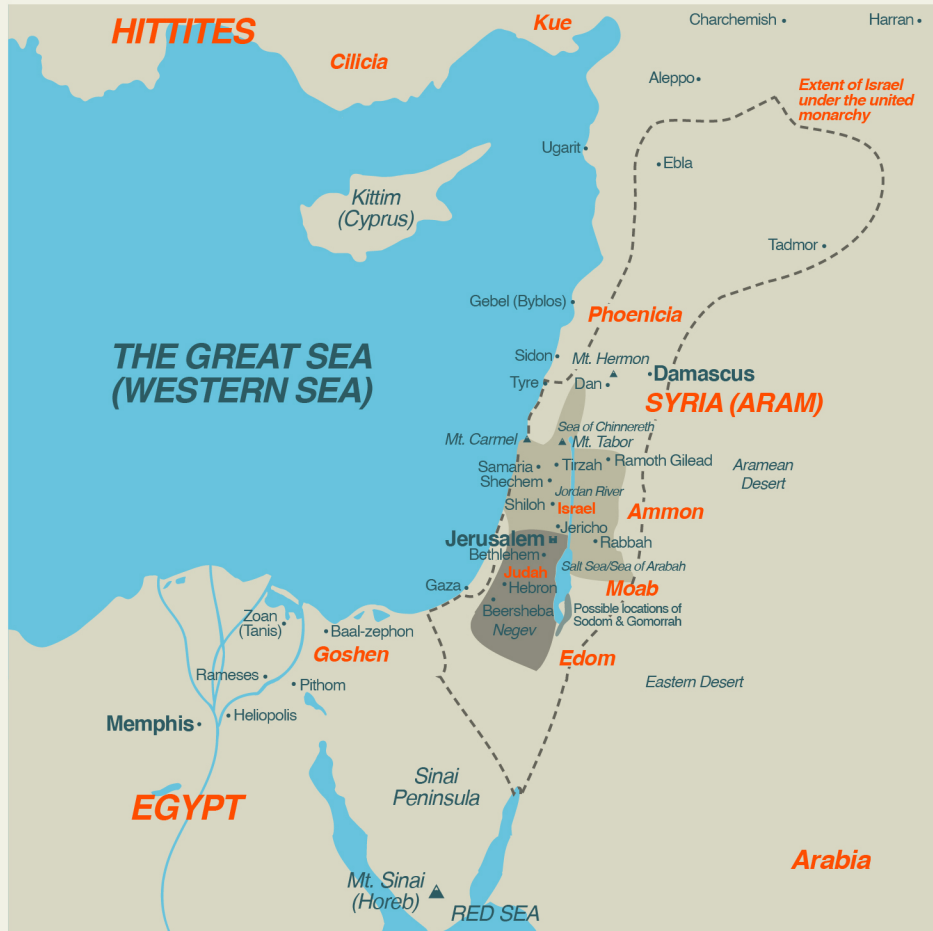 HITTITES
Kue
Charchemish
Harran
Cilicia
Aleppo
Extent of Israel
under the united
monarchy
Ugarit
Ebla
Kittim
(Cyprus)
Tadmor
Gebel (Byblos)
Phoenicia
THE GREAT SEA
(WESTERN SEA)
Sidon
Mt. Hermon
Tyre
Dan
Damascus
SYRIA (ARAM)
Sea of Chinnereth
Mt. Carmel
Mt. Tabor
Samaria
Tirzah
Ramoth Gilead
Aramean
Desert
Shechem
Jordan River
Shiloh
Israel
Ammon
Jericho
Jerusalem
Rabbah
Bethlehem
Salt Sea/Sea of Arabah
Judah
Gaza
Hebron
Moab
Beersheba
Possible locations of
Sodom & Gomorrah
Negev
Zoan
(Tanis)
Baal-zephon
Goshen
Edom
Rameses
Pithom
Eastern Desert
Heliopolis
Memphis
Sinai
Peninsula
EGYPT
Arabia
Mt. Sinai
(Horeb)
RED SEA